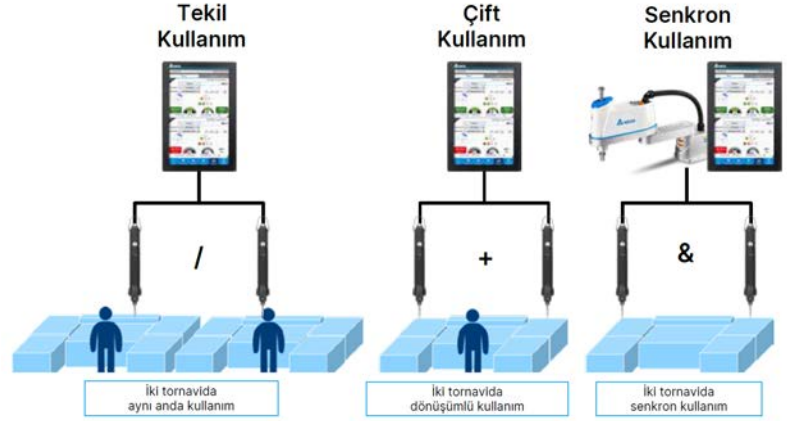 Tekil
Kullanım
Çift
Kullanım
Senkron
Kullanım
/
+
&
İki tornavida
aynı anda kullanım
İki tornavida
dönüşümlü kullanım
İki tornavida
senkron kullanım